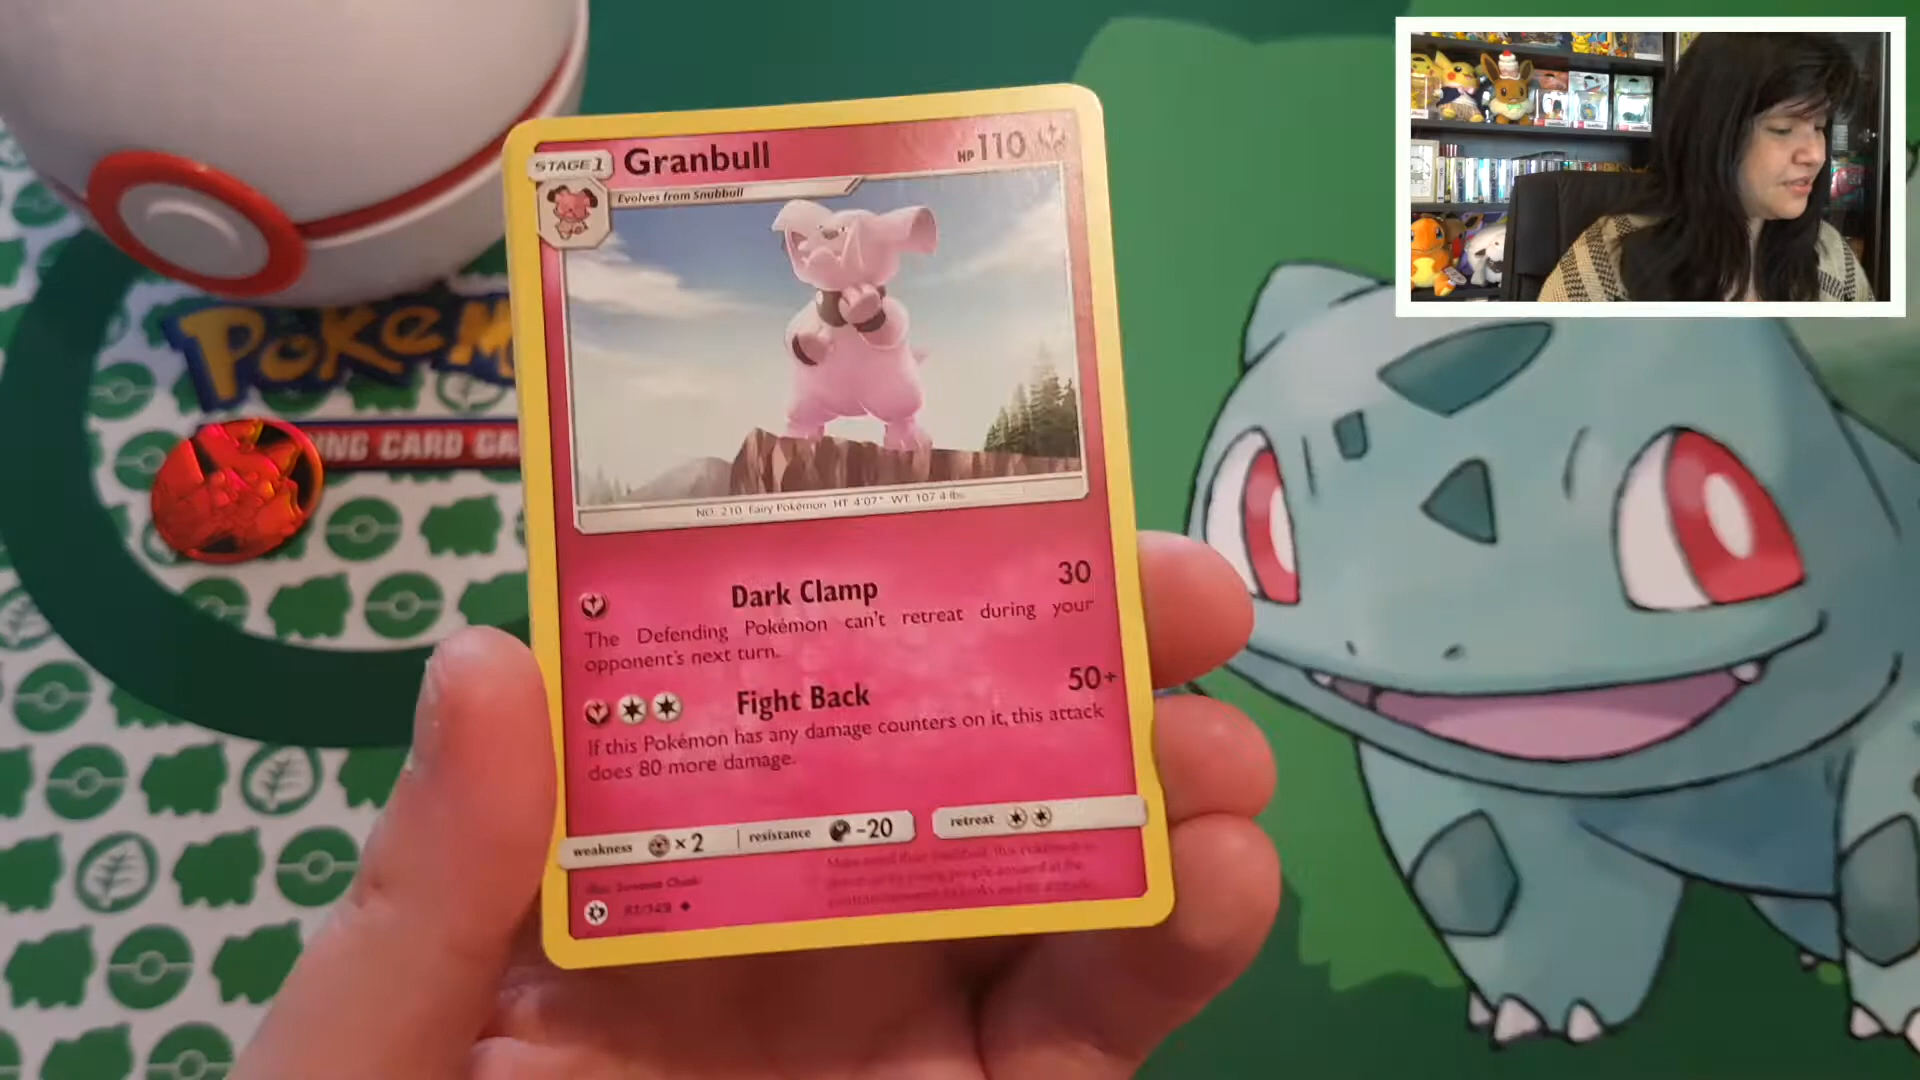 STAGE 1
Granbull
HP 110
Evolves from Snubbull
POKéM
NO. 210 Fairy Pokémon HT 4'07" WT 107.4 lbs.
ING CARD GA
Dark Clamp 30
The Defending Pokémon can't retreat during your
opponent's next turn.
Fight Back 50+
If this Pokémon has any damage counters on it, this attack
does 80 more damage.
weakness × 2 resistance -20 retreat